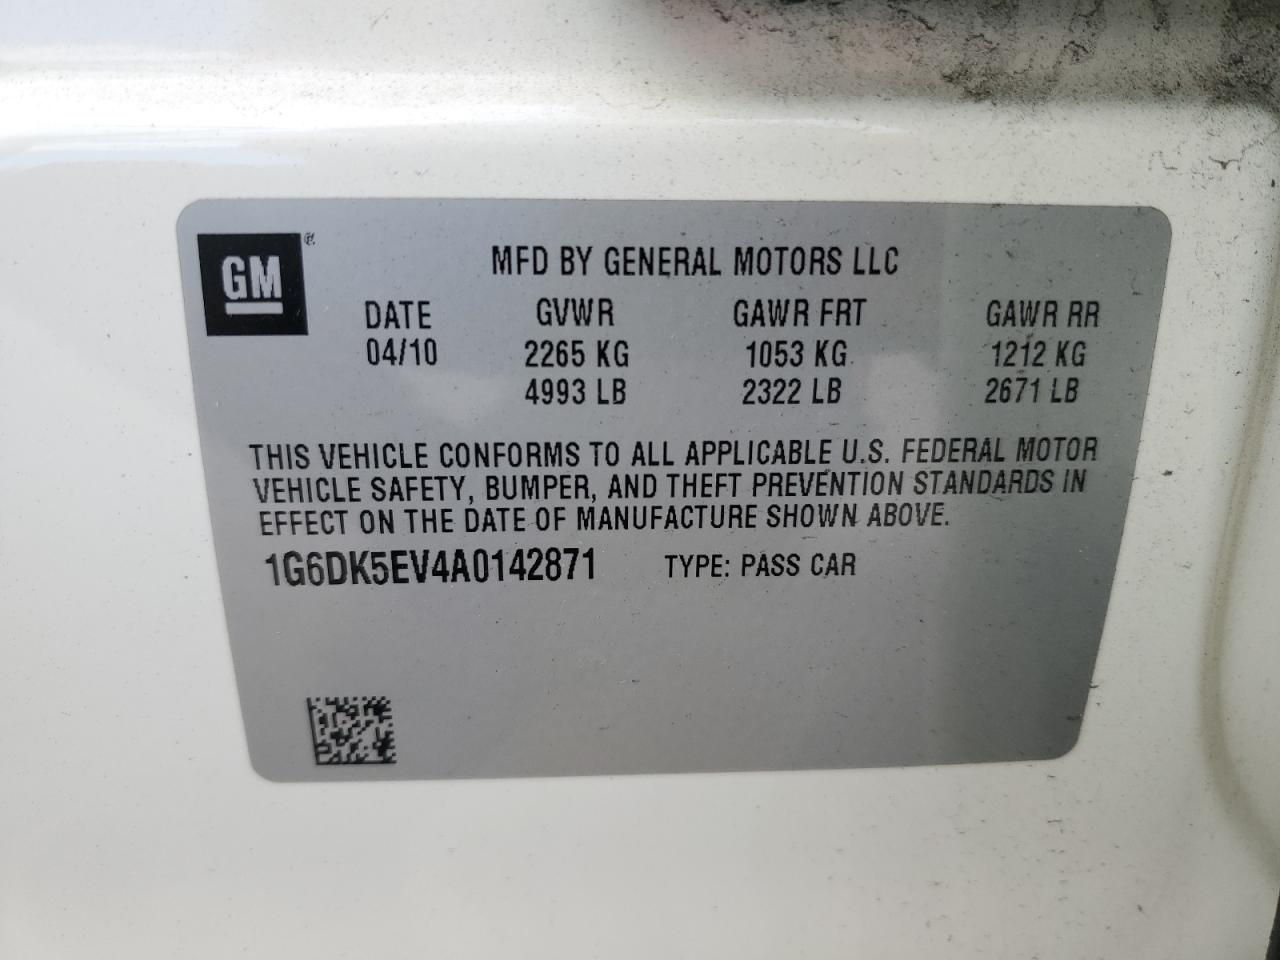 GM ®
MFD BY GENERAL MOTORS LLC
DATE GVWR GAWR FRT GAWR RR
04/10 2265 KG 1053 KG 1212 KG
4993 LB 2322 LB 2671 LB
THIS VEHICLE CONFORMS TO ALL APPLICABLE U.S. FEDERAL MOTOR
VEHICLE SAFETY, BUMPER, AND THEFT PREVENTION STANDARDS IN
EFFECT ON THE DATE OF MANUFACTURE SHOWN ABOVE.
1G6DK5EV4A0142871 TYPE: PASS CAR